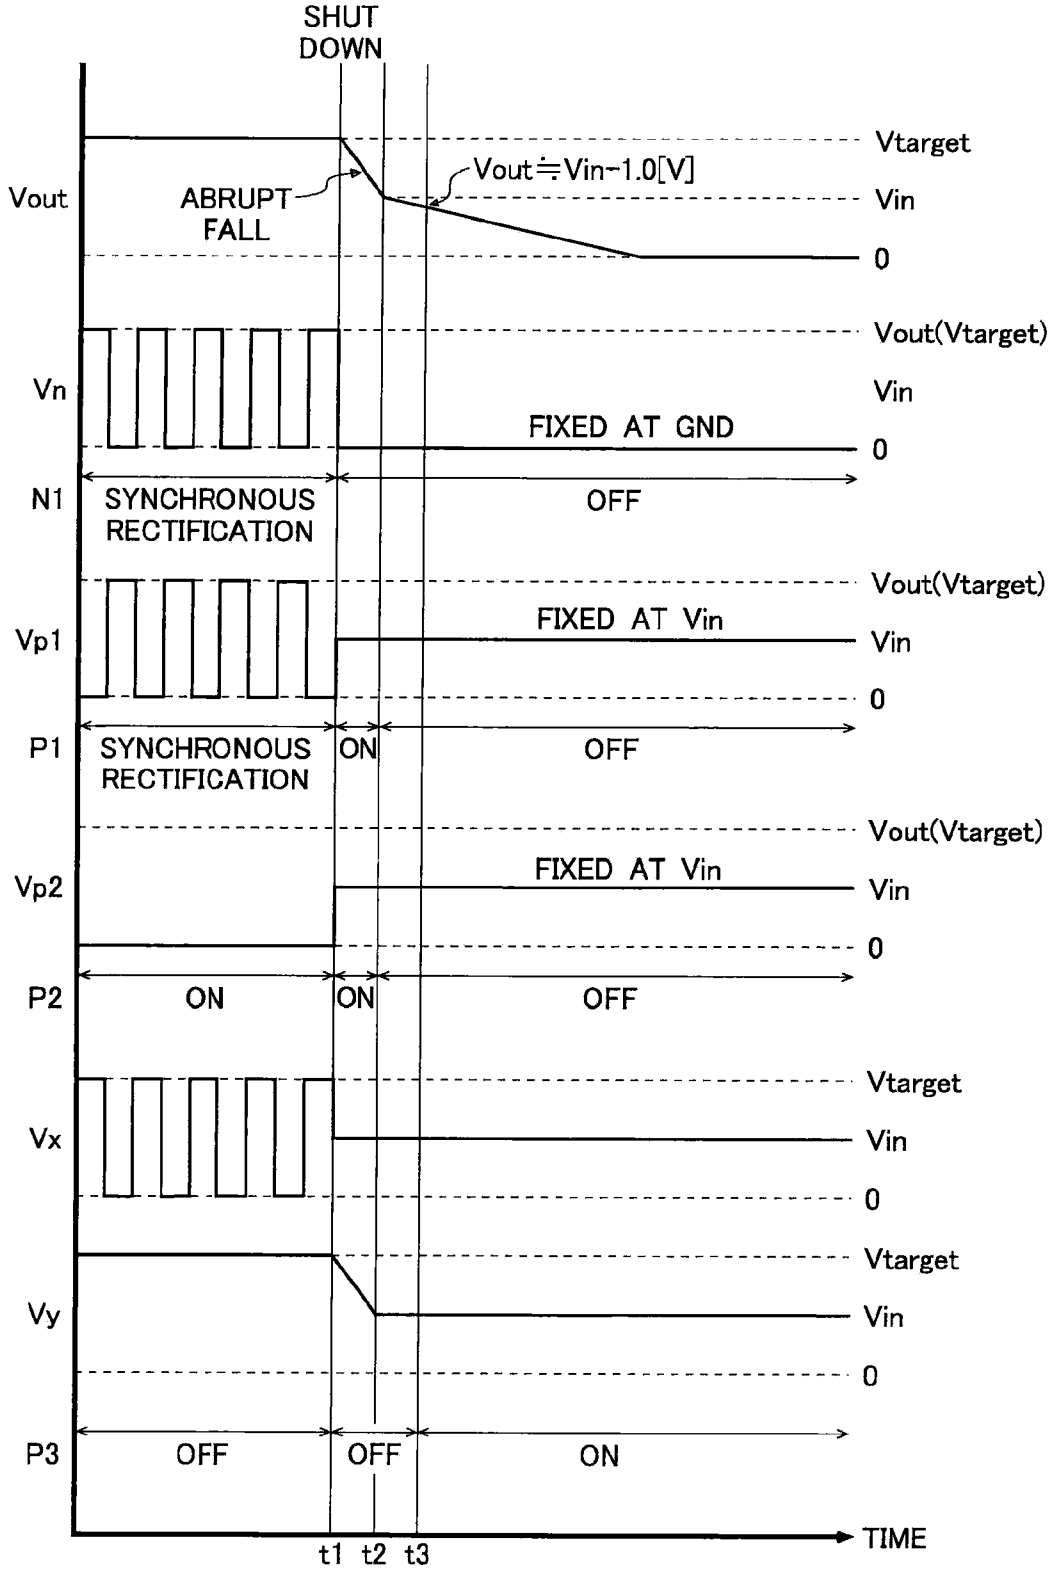 SHUT
DOWN
Vtarget
Vout≒Vin-1.0[V]
Vout
ABRUPT
FALL
Vin
0
Vout(Vtarget)
Vn
Vin
FIXED AT GND
0
N1
SYNCHRONOUS
RECTIFICATION
OFF
Vout(Vtarget)
FIXED AT Vin
Vp1
Vin
0
P1
SYNCHRONOUS
RECTIFICATION
ON
OFF
Vout(Vtarget)
FIXED AT Vin
Vp2
Vin
0
P2
ON
ON
OFF
Vtarget
Vx
Vin
0
Vtarget
Vy
Vin
0
P3
OFF
OFF
ON
TIME
t1 t2 t3